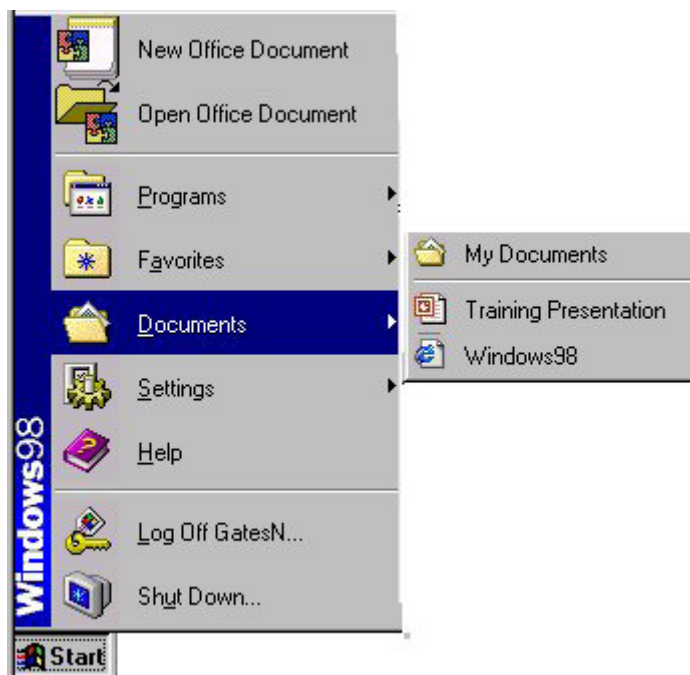 New Office Document
Open Office Document
Programs
Favorites
Documents
Settings
Help
Log Off GatesN...
Shut Down...
My Documents
Training Presentation
Windows98
Windows98
Start